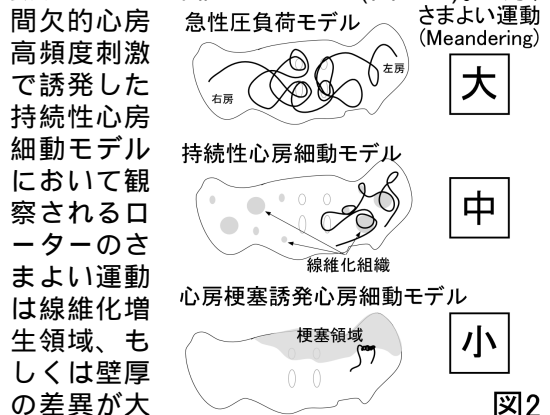 間欠的心房
高頻度刺激
で誘発した
持続性心房
細動モデル
において観
察されるロ
ーターのさ
まよい運動
は線維化増
生領域、も
しくは壁厚
の差異が大
急性圧負荷モデル
右房
左房
さまよい運動
(Meandering)
大
持続性心房細動モデル
線維化組織
中
心房梗塞誘発心房細動モデル
梗塞領域
小
図2